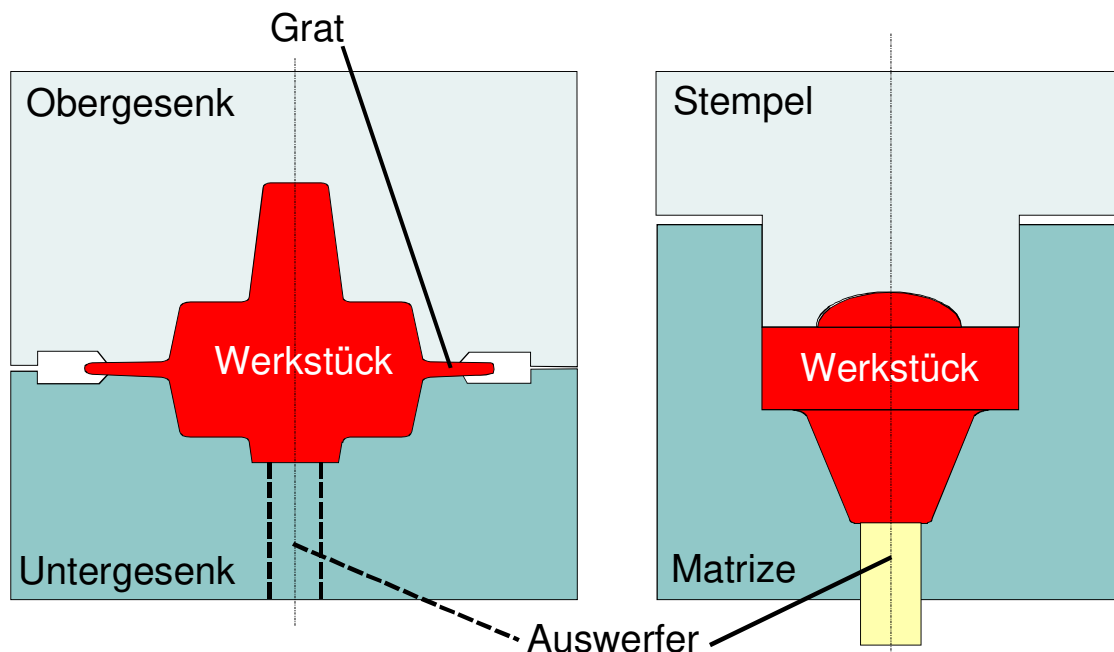 Grat
Obergesenk
Stempel
Werkstück
Werkstück
Untergesenk
Matrize
Auswerfer